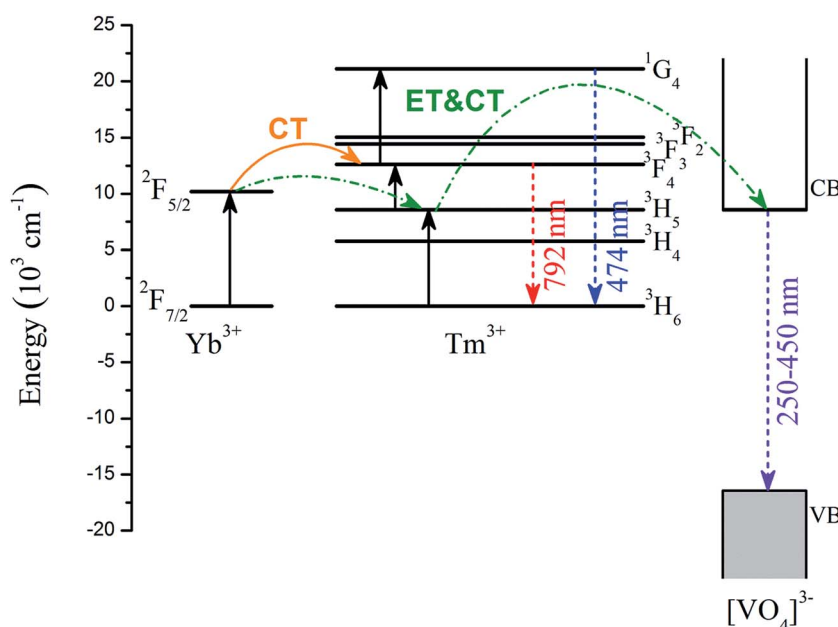 Energy (10³ cm⁻¹)
25
20
15
10
5
0
-5
-10
-15
-20
²F₅/₂
²F₇/₂
Yb³⁺
CT
ET&CT
¹G₄
³F₂
³F₃
³F₄
³H₅
³H₄
³H₆
792 nm
474 nm
Tm³⁺
CB
250-450 nm
VB
[VO₄]³⁻